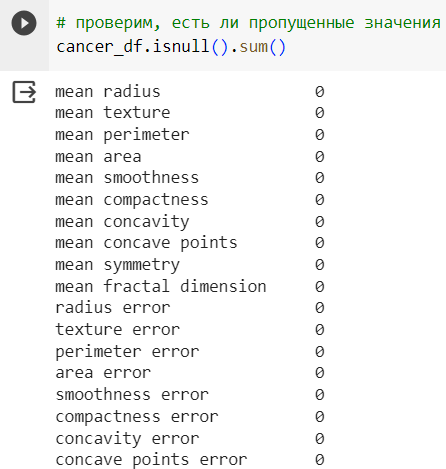 # проверим, есть ли пропущенные значения
cancer_df.isnull().sum()
mean radius 0
mean texture 0
mean perimeter 0
mean area 0
mean smoothness 0
mean compactness 0
mean concavity 0
mean concave points 0
mean symmetry 0
mean fractal dimension 0
radius error 0
texture error 0
perimeter error 0
area error 0
smoothness error 0
compactness error 0
concavity error 0
concave points error 0